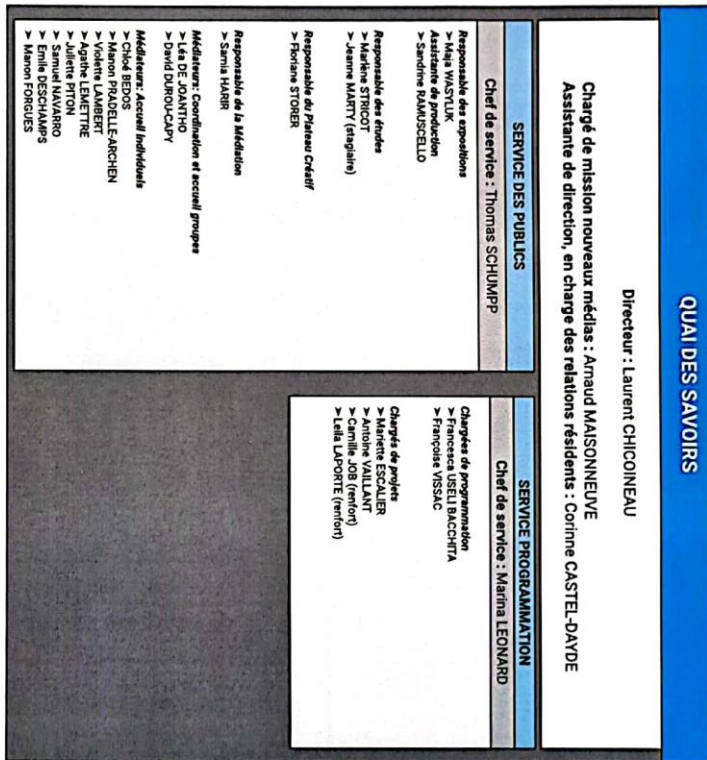 QUAI DES SAVOIRS
Directeur : Laurent CHICOINEAU
Chargé de mission nouveaux médias : Arnaud MAISONNEUVE
Assistante de direction, en charge des relations résidents : Corinne CASTEL-DAYDE
SERVICE DES PUBLICS
Chef de service : Thomas SCHUMPP
Responsable des expositions
➢ Maja WASYLUK
Assistante de production
➢ Sandrine RAMUSCELLO
Responsable des études
➢ Marlène STRICOT
➢ Jeanne MARTY (stagiaire)
Responsable du Plateau Créatif
➢ Floriane STORER
Responsable de la Médiation
➢ Samia HARIR
Médiateurs: Coordination et accueil groupes
➢ Léa DE JOANTHO
➢ David DUROU-CAPY
Médiateurs: Accueil Individuels
➢ Chloé BEDOS
➢ Manon PRADELLE-ARCHEN
➢ Violette LAMBERT
➢ Agathe LEMETTRE
➢ Juliette PITON
➢ Samuel NAVARRO
➢ Emile DESCHAMPS
➢ Manon FORGUES
SERVICE PROGRAMMATION
Chef de service : Marina LEONARD
Chargées de programmation
➢ Francesca USELI BACCHITA
➢ Françoise VISSAC
Chargés de projets
➢ Mariette ESCALIER
➢ Antoine VAILLANT
➢ Camille JOB (renfort)
➢ Leïla LAPORTE (renfort)